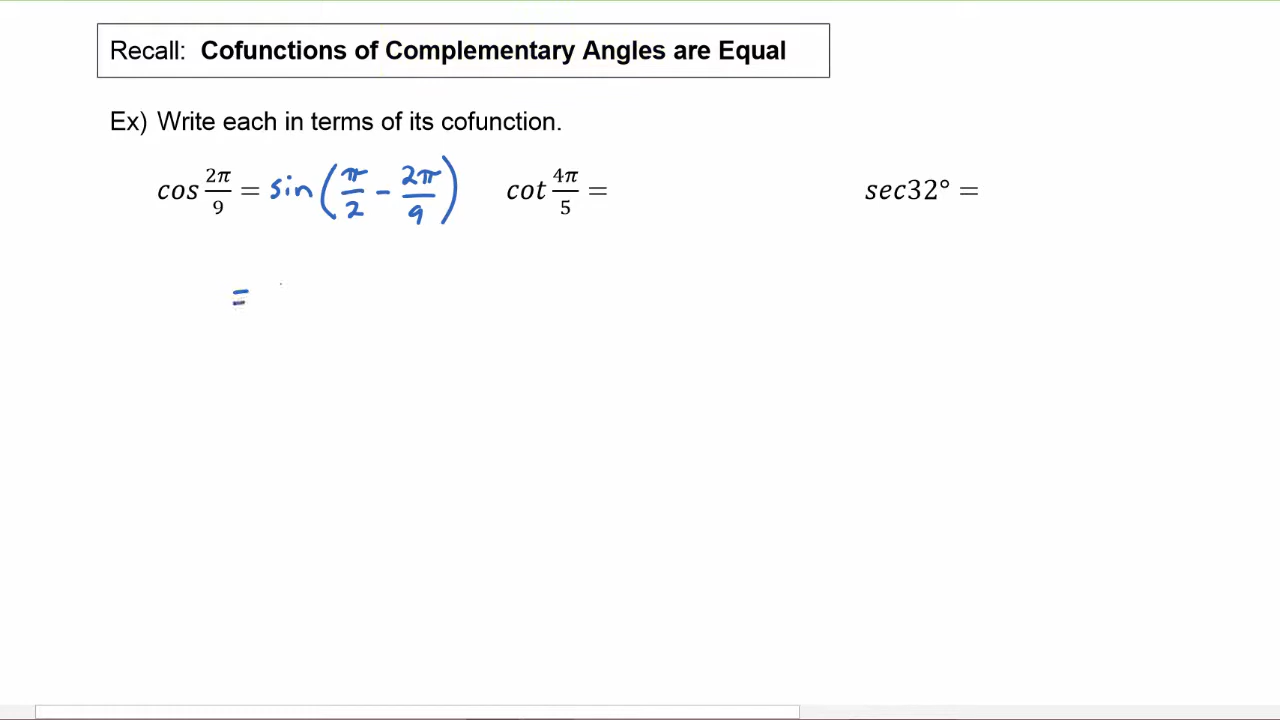 Recall: Cofunctions of Complementary Angles are Equal
Ex) Write each in terms of its cofunction.
cos 2π/9 = sin(π/2 - 2π/9) cot 4π/5 = sec32° =
=